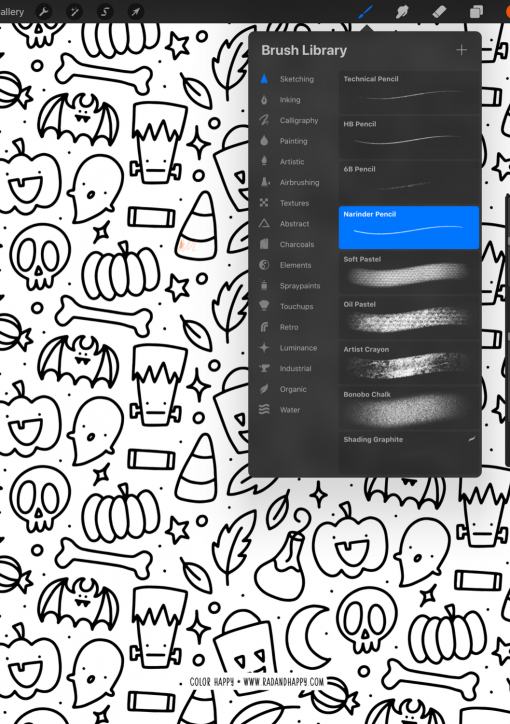 allery
Brush Library
Sketching
Inking
Calligraphy
Painting
Artistic
Airbrushing
Textures
Abstract
Charcoals
Elements
Spraypaints
Touchups
Retro
Luminance
Industrial
Organic
Water
Technical Pencil
HB Pencil
6B Pencil
Narinder Pencil
Soft Pastel
Oil Pastel
Artist Crayon
Bonobo Chalk
Shading Graphite
COLOR HAPPY • WWW.RADANDHAPPY.COM